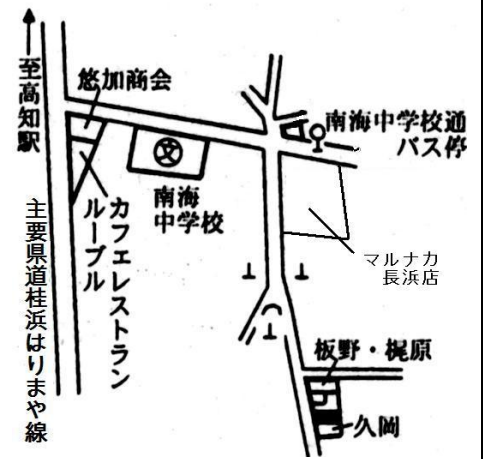 至高知駅
悠加商会
南海中学校通
バス停
文
南海
中学校
カフェレストラン
ルーブル
主要県道桂浜はりまや線
マルナカ
長浜店
板野・梶原
久岡